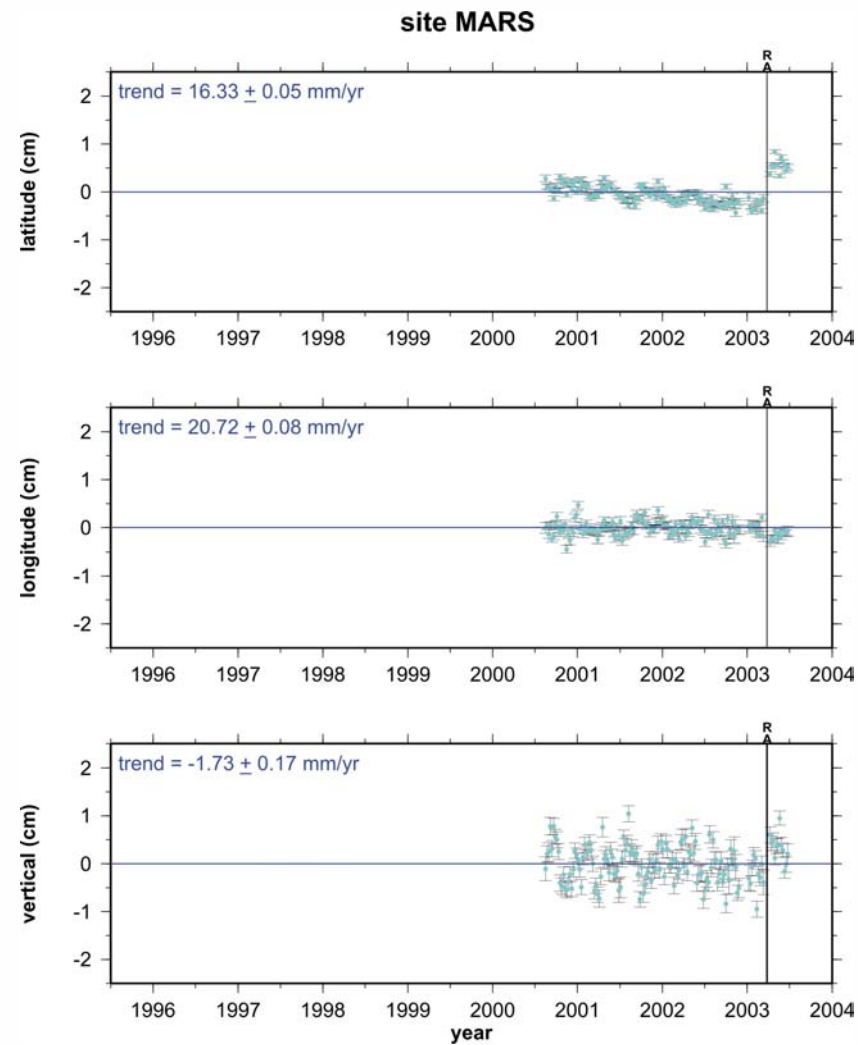 site MARS
R
A
trend = 16.33 ± 0.05 mm/yr
latitude (cm)
2
1
0
-1
-2
1996 1997 1998 1999 2000 2001 2002 2003 2004
R
A
trend = 20.72 ± 0.08 mm/yr
longitude (cm)
2
1
0
-1
-2
1996 1997 1998 1999 2000 2001 2002 2003 2004
R
A
trend = -1.73 ± 0.17 mm/yr
vertical (cm)
2
1
0
-1
-2
1996 1997 1998 1999 2000 2001 2002 2003 2004
year